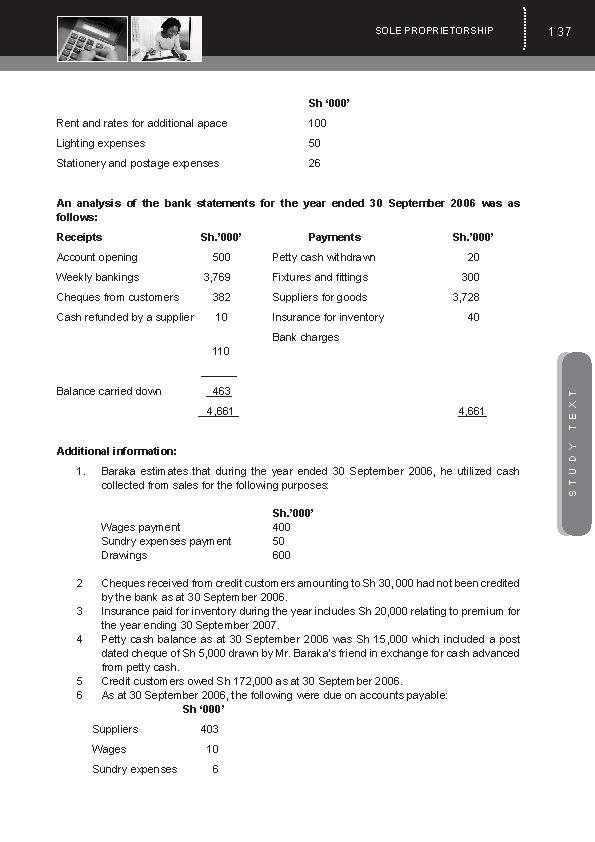 SOLE PROPRIETORSHIP 137
Sh ‘000’
Rent and rates for additional apace 100
Lighting expenses 50
Stationery and postage expenses 26
An analysis of the bank statements for the year ended 30 September 2006 was as
follows:
Receipts Sh.’000’ Payments Sh.’000’
Account opening 500 Petty cash withdrawn 20
Weekly bankings 3,769 Fixtures and fittings 300
Cheques from customers 382 Suppliers for goods 3,728
Cash refunded by a supplier 10 Insurance for inventory 40
Bank charges
110
Balance carried down 463
4,661 4,661
STUDY TEXT
Additional information:
1. Baraka estimates that during the year ended 30 September 2006, he utilized cash
collected from sales for the following purposes:
Sh.’000’
Wages payment 400
Sundry expenses payment 50
Drawings 600
2 Cheques received from credit customers amounting to Sh 30,000 had not been credited
by the bank as at 30 September 2006.
3 Insurance paid for inventory during the year includes Sh 20,000 relating to premium for
the year ending 30 September 2007.
4 Petty cash balance as at 30 September 2006 was Sh 15,000 which included a post
dated cheque of Sh 5,000 drawn by Mr. Baraka’s friend in exchange for cash advanced
from petty cash.
5 Credit customers owed Sh 172,000 as at 30 September 2006.
6 As at 30 September 2006, the following were due on accounts payable:
Sh ‘000’
Suppliers 403
Wages 10
Sundry expenses 6